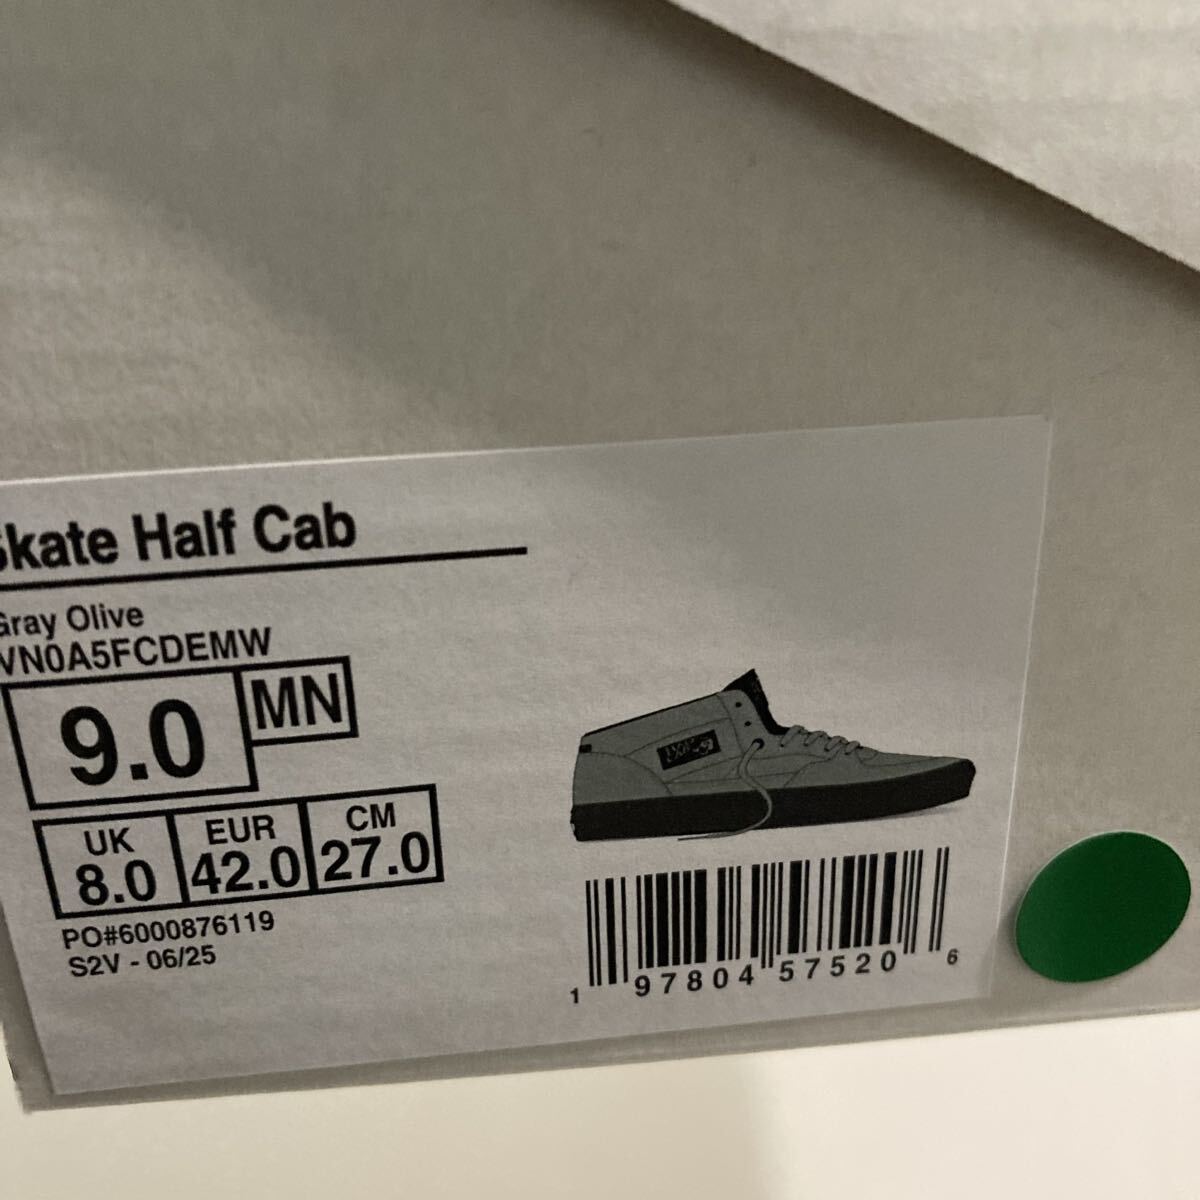 Skate Half Cab
Gray Olive
VN0A5FCDEMW
9.0 MN
UK EUR CM
8.0 42.0 27.0
PO#6000876119
S2V - 06/25
1 97804 57520 6